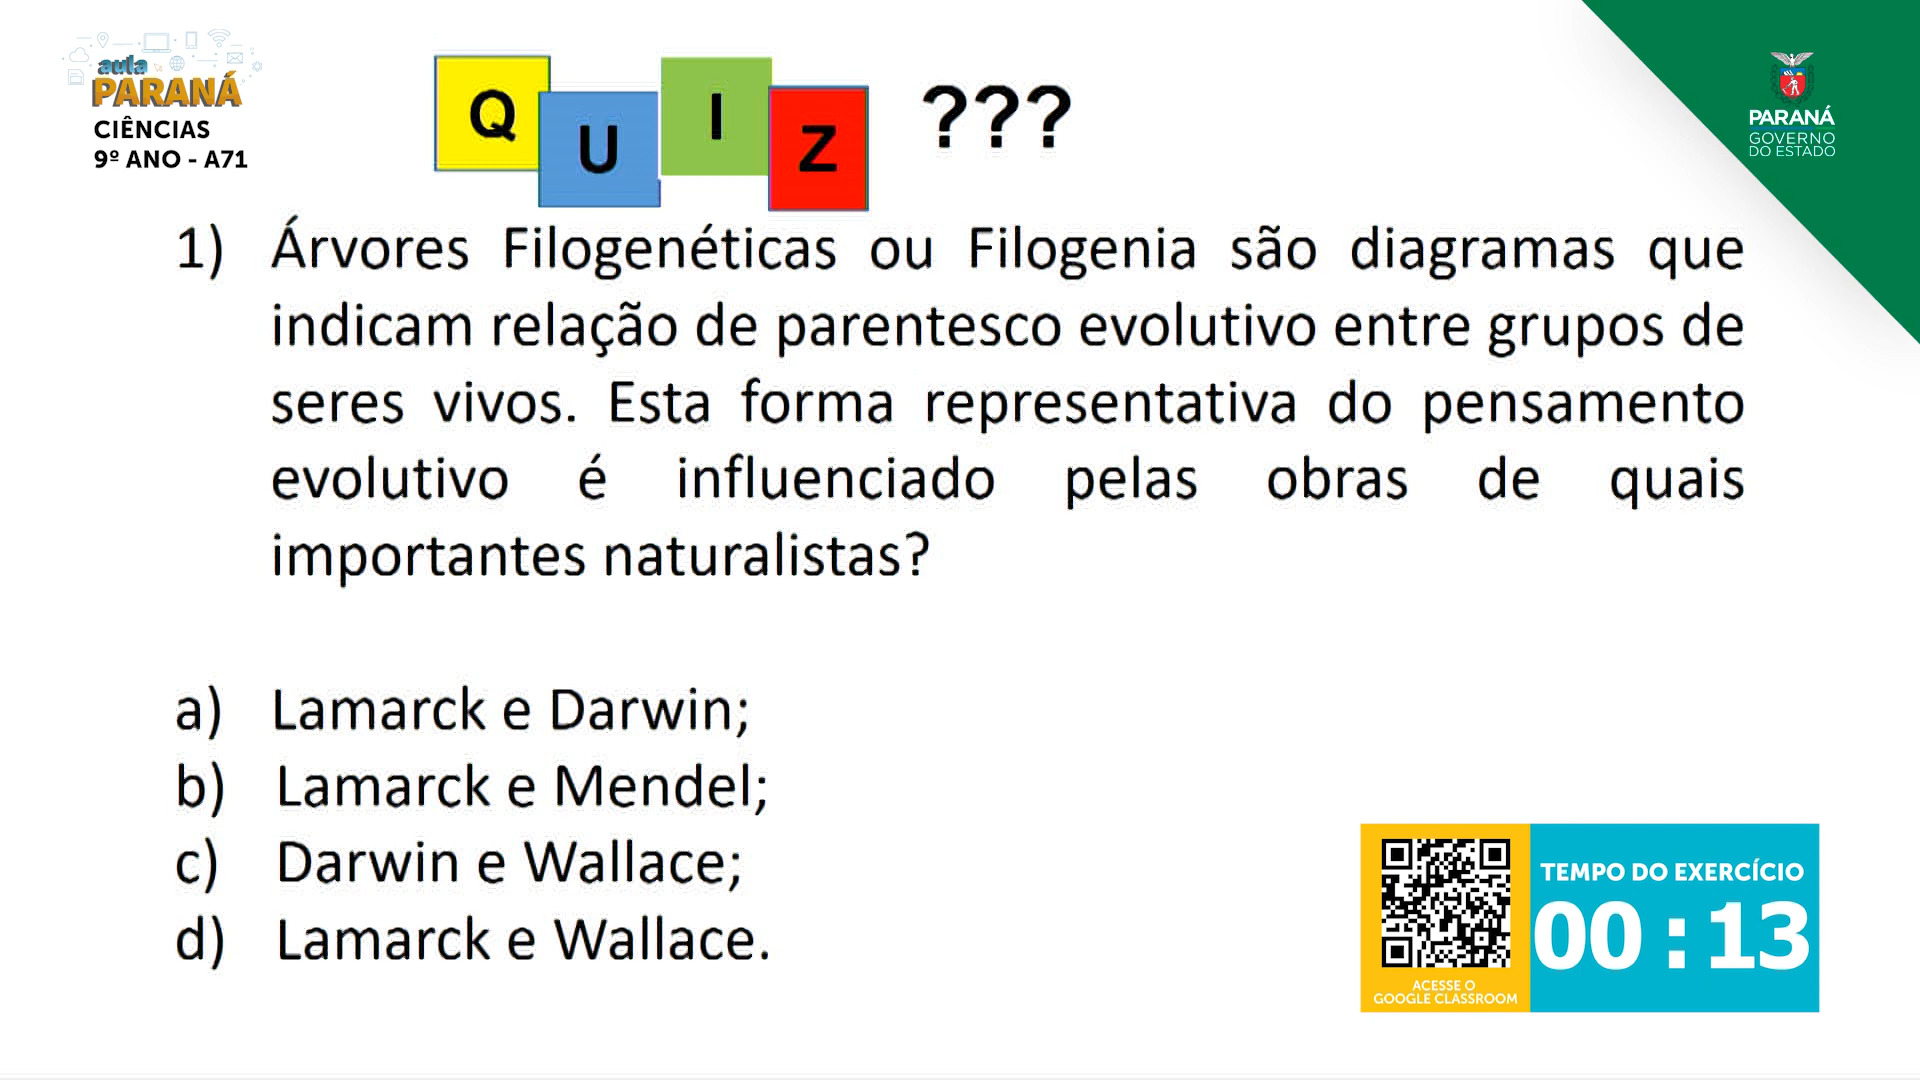 aula
PARANÁ
CIÊNCIAS
9º ANO - A71
Q U I Z ???
PARANÁ
GOVERNO
DO ESTADO
1) Árvores Filogenéticas ou Filogenia são diagramas que
indicam relação de parentesco evolutivo entre grupos de
seres vivos. Esta forma representativa do pensamento
evolutivo é influenciado pelas obras de quais
importantes naturalistas?
a) Lamarck e Darwin;
b) Lamarck e Mendel;
c) Darwin e Wallace;
d) Lamarck e Wallace.
TEMPO DO EXERCÍCIO
00:13
ACESSE O
GOOGLE CLASSROOM